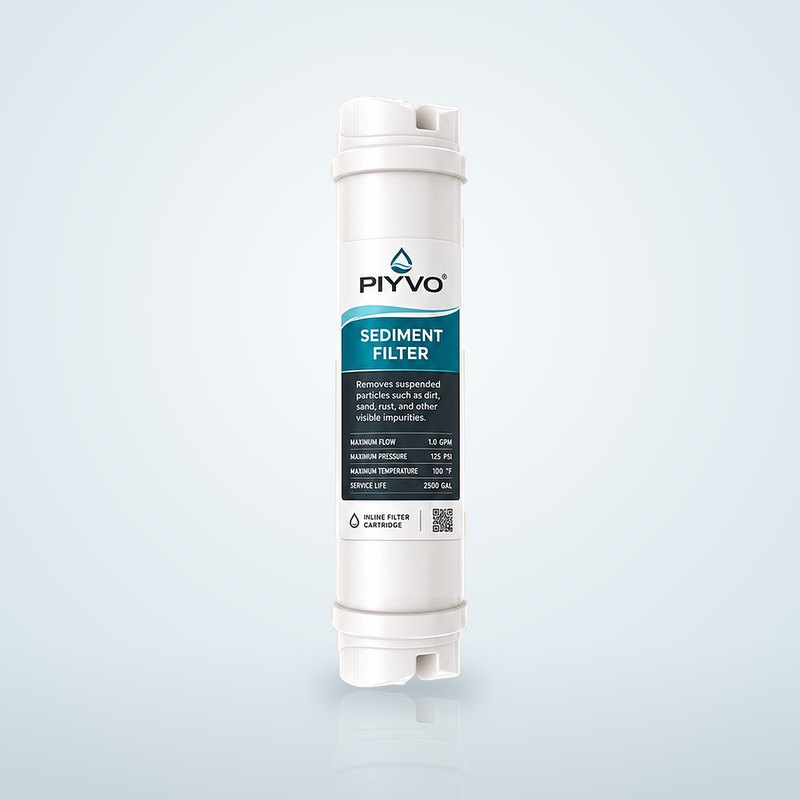 PIYVO®
SEDIMENT
FILTER
Removes suspended
particles such as dirt,
sand, rust, and other
visible impurities.
MAXIMUM FLOW 1.0 GPM
MAXIMUM PRESSURE 125 PSI
MAXIMUM TEMPERATURE 100 °F
SERVICE LIFE 2500 GAL
INLINE FILTER
CARTRIDGE